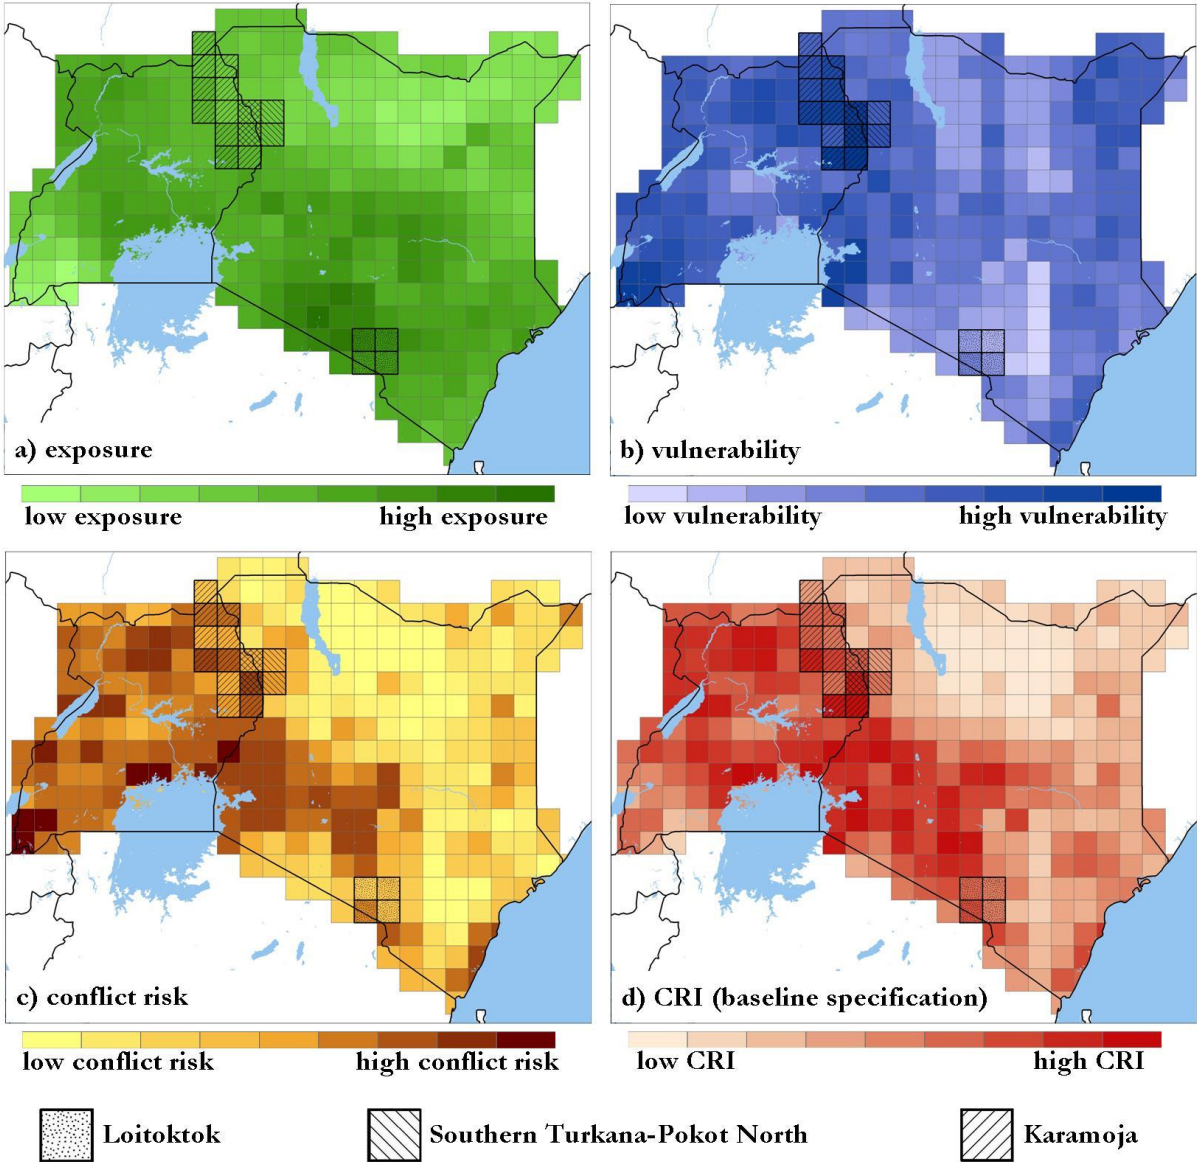 a) exposure
b) vulnerability
low exposure high exposure
low vulnerability high vulnerability
c) conflict risk
d) CRI (baseline specification)
low conflict risk high conflict risk
low CRI high CRI
Loitoktok
Southern Turkana-Pokot North
Karamoja